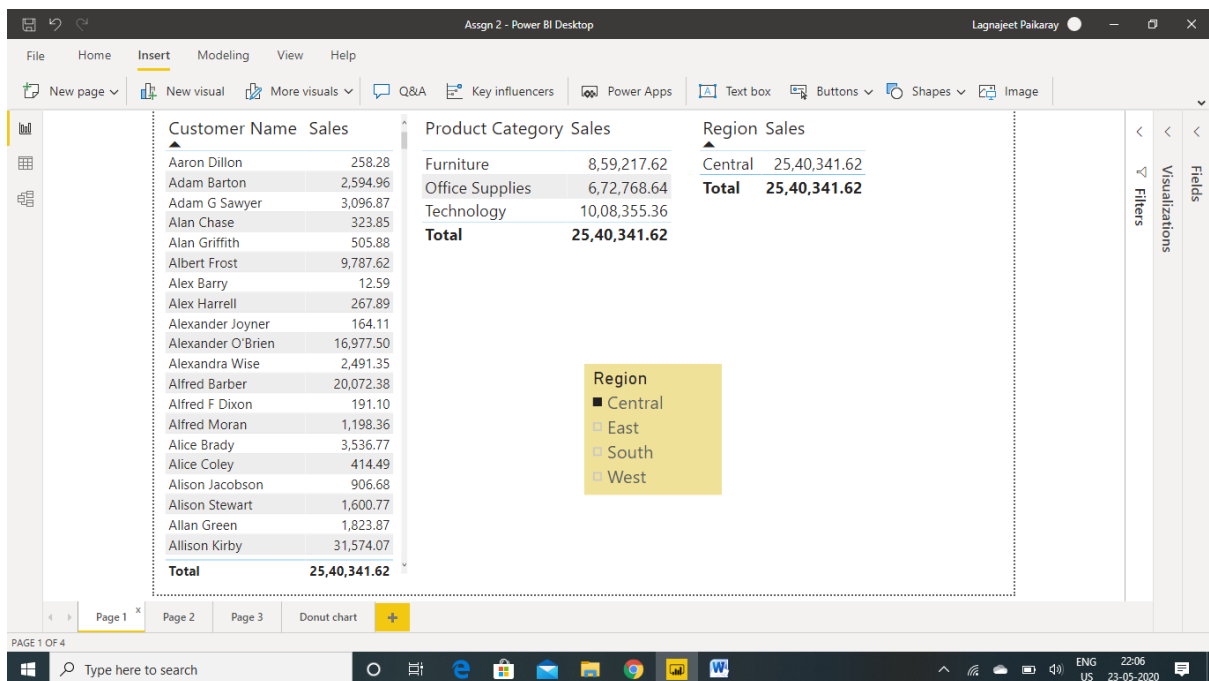 Assgn 2 - Power BI Desktop
Lagnajeet Paikaray
File Home Insert Modeling View Help
New page New visual More visuals Q&A Key influencers Power Apps Text box Buttons Shapes Image
Customer Name Sales
Aaron Dillon 258.28
Adam Barton 2,594.96
Adam G Sawyer 3,096.87
Alan Chase 323.85
Alan Griffith 505.88
Albert Frost 9,787.62
Alex Barry 12.59
Alex Harrell 267.89
Alexander Joyner 164.11
Alexander O'Brien 16,977.50
Alexandra Wise 2,491.35
Alfred Barber 20,072.38
Alfred F Dixon 191.10
Alfred Moran 1,198.36
Alice Brady 3,536.77
Alice Coley 414.49
Alison Jacobson 906.68
Alison Stewart 1,600.77
Allan Green 1,823.87
Allison Kirby 31,574.07
Total 25,40,341.62
Product Category Sales
Furniture 8,59,217.62
Office Supplies 6,72,768.64
Technology 10,08,355.36
Total 25,40,341.62
Region Sales
Central 25,40,341.62
Total 25,40,341.62
Region
Central
East
South
West
Filters
Visualizations
Fields
Page 1 x Page 2 Page 3 Donut chart +
PAGE 1 OF 4
Type here to search
W
ENG
US
22:06
23-05-2020